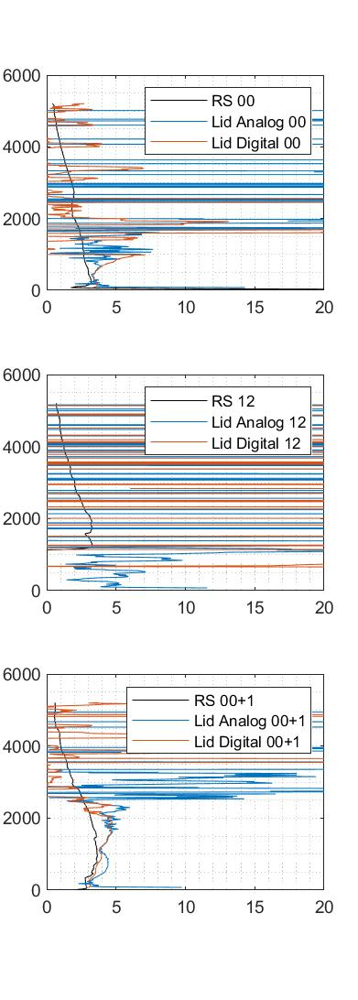 6000
RS 00
Lid Analog 00
Lid Digital 00
4000
2000
0
0 5 10 15 20
6000
RS 12
Lid Analog 12
Lid Digital 12
4000
2000
0
0 5 10 15 20
6000
RS 00+1
Lid Analog 00+1
Lid Digital 00+1
4000
2000
0
0 5 10 15 20